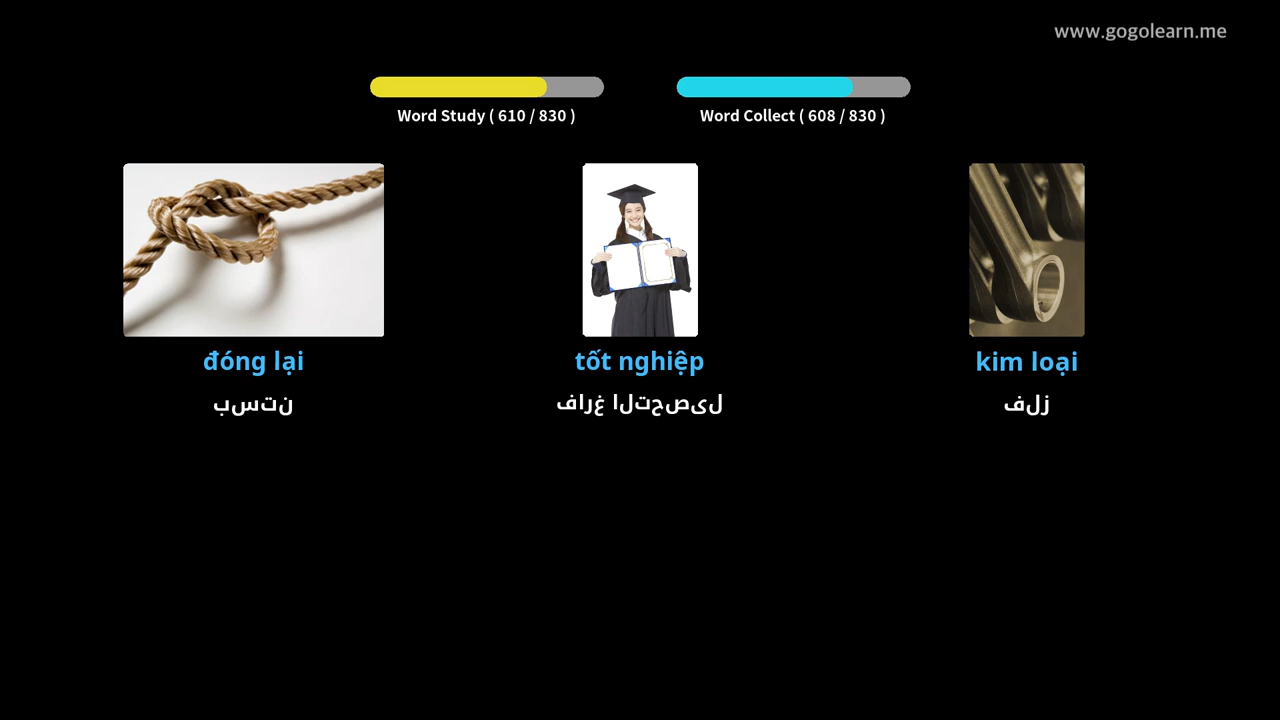 www.gogolearn.me
Word Study ( 610 / 830 )
Word Collect ( 608 / 830 )
đóng lại
بستن
tốt nghiệp
فارغ التحصیل
kim loại
فلز